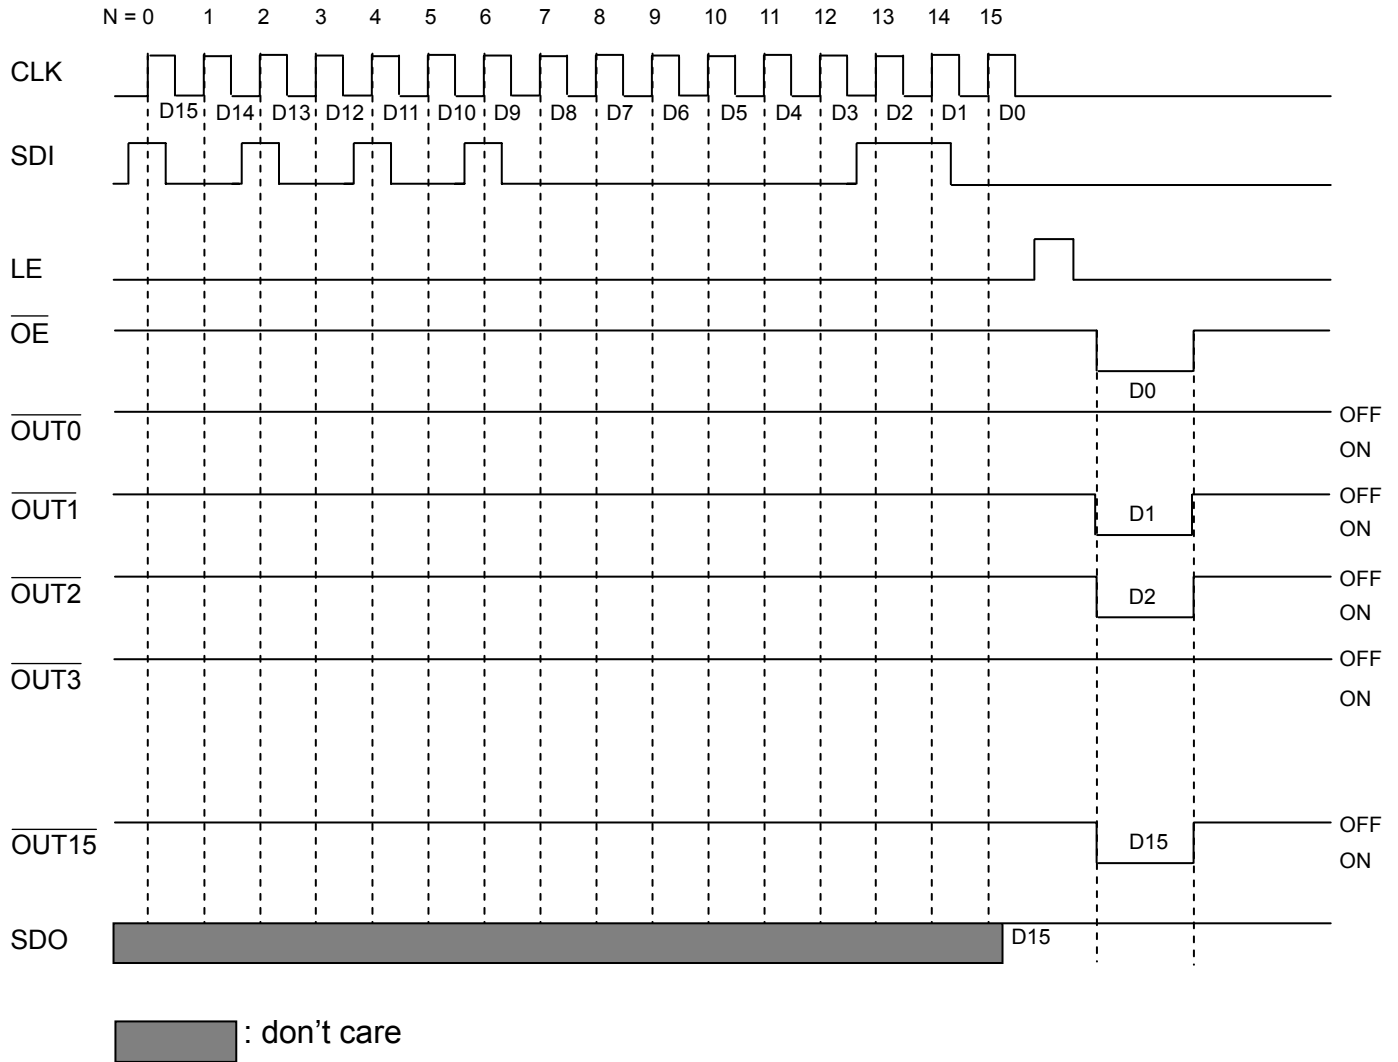 N = 0 1 2 3 4 5 6 7 8 9 10 11 12 13 14 15
CLK
D15 D14 D13 D12 D11 D10 D9 D8 D7 D6 D5 D4 D3 D2 D1 D0
SDI
LE
OE
D0
OUT0
OFF
ON
OUT1
D1
OFF
ON
OUT2
D2
OFF
ON
OUT3
OFF
ON
OUT15
D15
OFF
ON
SDO
D15
: don't care